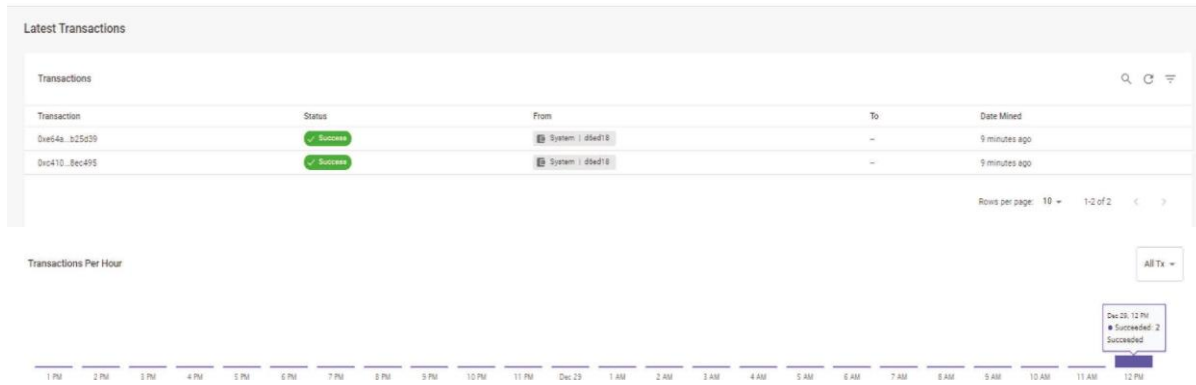 Latest Transactions
Transactions
Transaction Status From To Date Mined
0xe64a...b25d39 Success System | d6ed18 – 9 minutes ago
0xc410...8ec495 Success System | d6ed18 – 9 minutes ago
Rows per page: 10 1-2 of 2
Transactions Per Hour
All Tx
Dec 29, 12 PM
Succeeded: 2
Succeeded
1 PM 2 PM 3 PM 4 PM 5 PM 6 PM 7 PM 8 PM 9 PM 10 PM 11 PM Dec 29 1 AM 2 AM 3 AM 4 AM 5 AM 6 AM 7 AM 8 AM 9 AM 10 AM 11 AM 12 PM